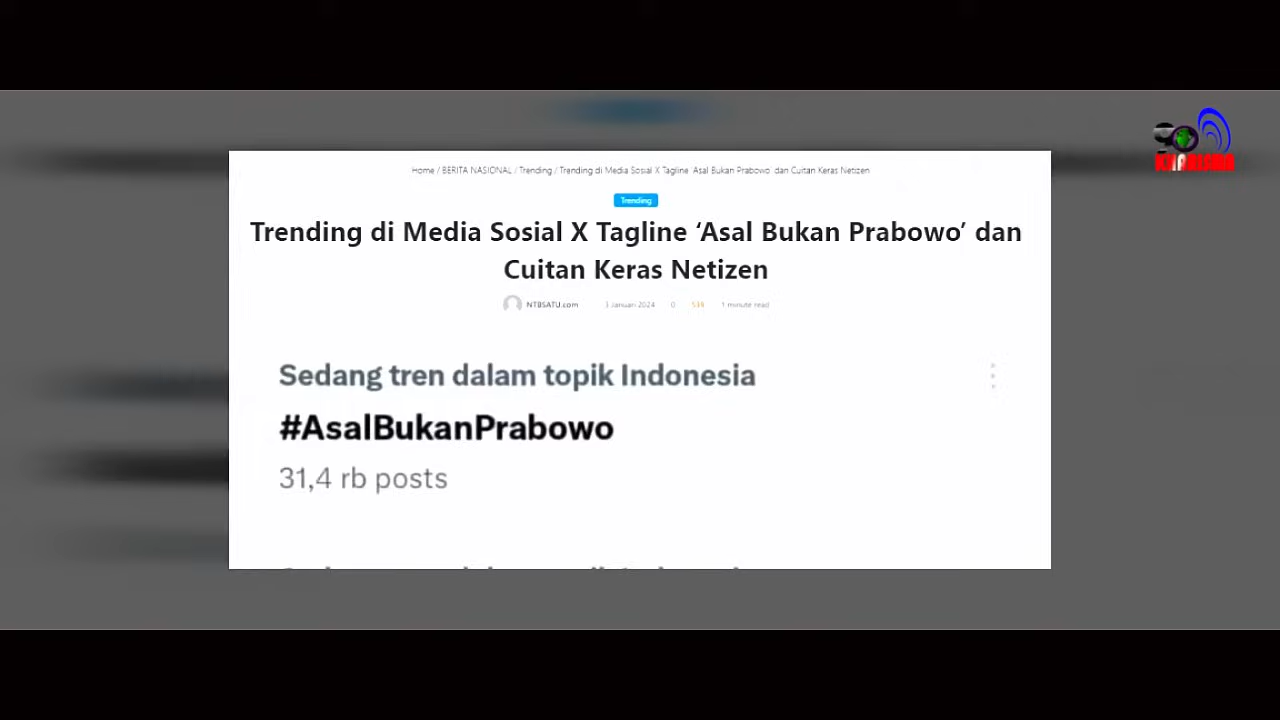 KHARISMA
Home / BERITA NASIONAL / Trending / Trending di Media Sosial X Tagline 'Asal Bukan Prabowo' dan Cuitan Keras Netizen
Trending
Trending di Media Sosial X Tagline ‘Asal Bukan Prabowo’ dan
Cuitan Keras Netizen
NTBSATU.com 3 Januari 2024 0 1 minute read
Sedang tren dalam topik Indonesia
#AsalBukanPrabowo
31,4 rb posts